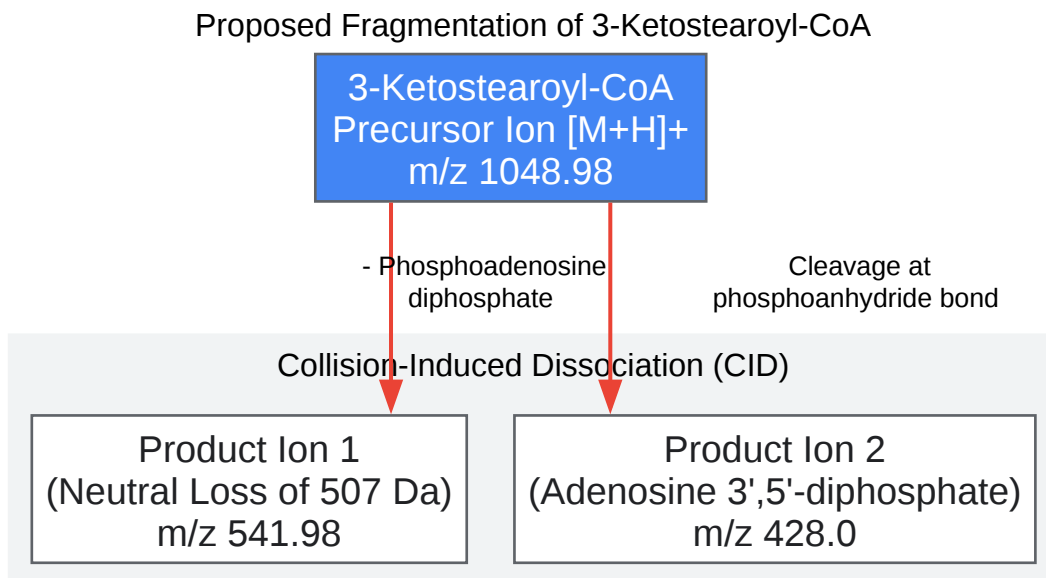 Proposed Fragmentation of 3-Ketostearoyl-CoA
3-Ketostearoyl-CoA
Precursor Ion [M+H]+
m/z 1048.98
- Phosphoadenosine
diphosphate
Cleavage at
phosphoanhydride bond
Collision-Induced Dissociation (CID)
Product Ion 1
(Neutral Loss of 507 Da)
m/z 541.98
Product Ion 2
(Adenosine 3',5'-diphosphate)
m/z 428.0